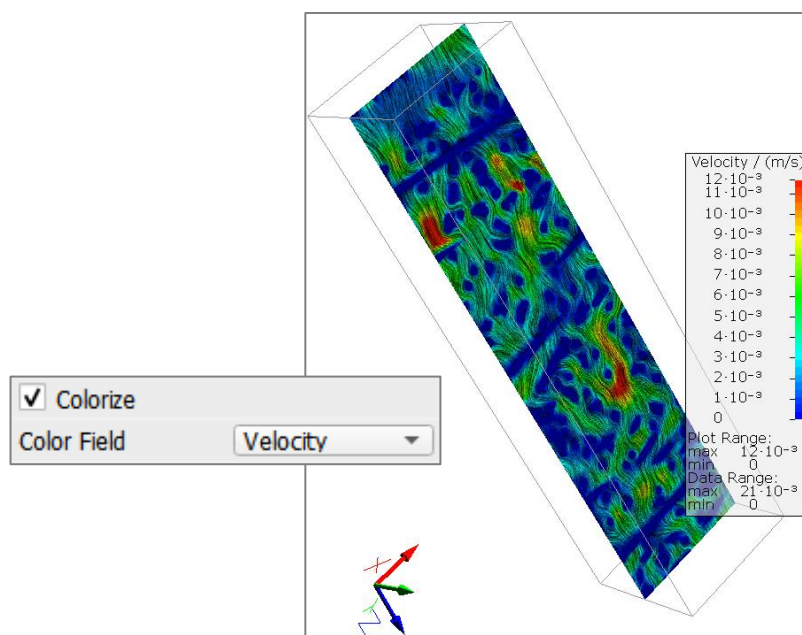 Velocity / (m/s)
12·10⁻³
11·10⁻³
10·10⁻³
9·10⁻³
8·10⁻³
7·10⁻³
6·10⁻³
5·10⁻³
4·10⁻³
3·10⁻³
2·10⁻³
1·10⁻³
0
Plot Range:
max 12·10⁻³
min 0
Data Range:
max 21·10⁻³
min 0
Colorize
Color Field Velocity
X
Y
Z